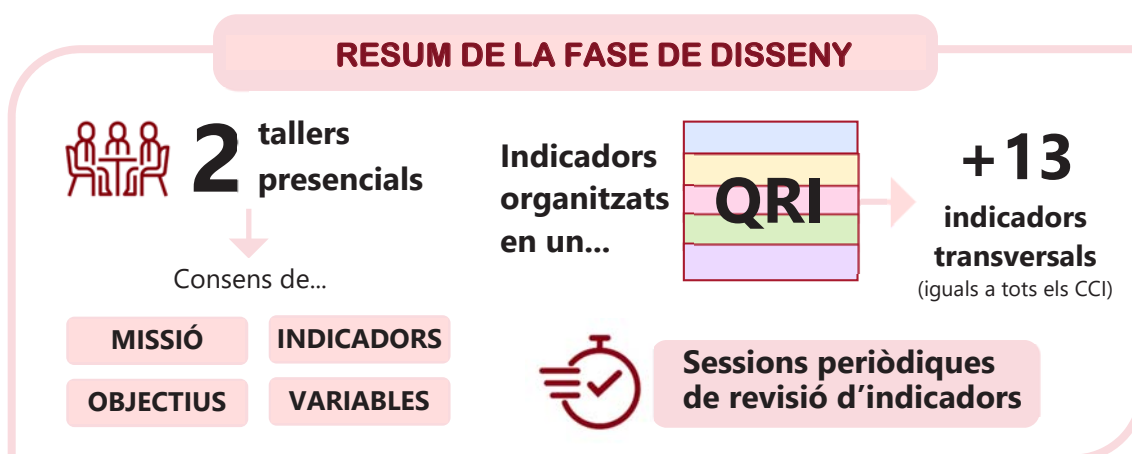 RESUM DE LA FASE DE DISSENY
2
tallers
presencials
Consens de...
MISSIÓ
INDICADORS
OBJECTIUS
VARIABLES
Indicadors
organitzats
en un...
QRI
+13
indicadors
transversals
(iguals a tots els CCI)
Sessions periòdiques
de revisió d’indicadors